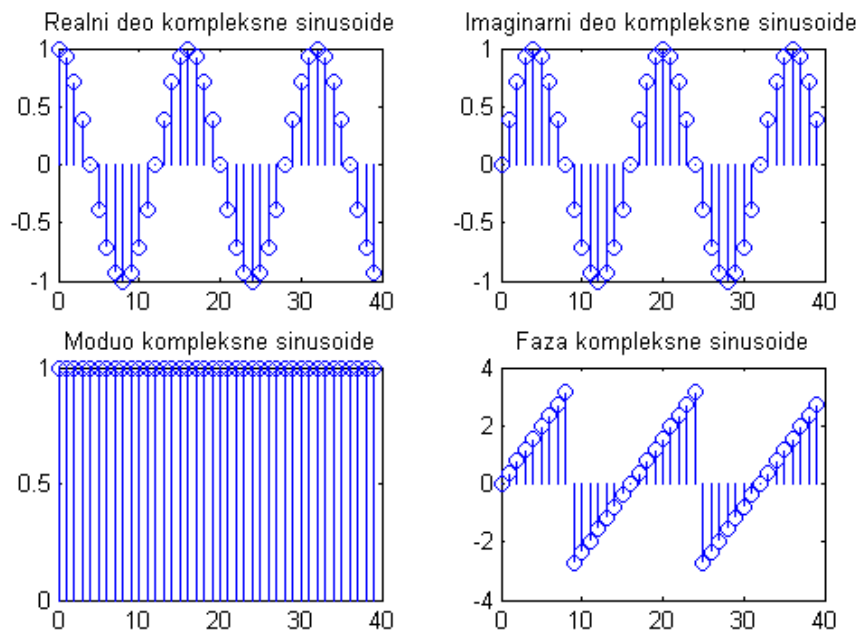 Realni deo kompleksne sinusoide
1
0.5
0
-0.5
-1
0 10 20 30 40
Imaginarni deo kompleksne sinusoide
1
0.5
0
-0.5
-1
0 10 20 30 40
Moduo kompleksne sinusoide
1
0.5
0
0 10 20 30 40
Faza kompleksne sinusoide
4
2
0
-2
-4
0 10 20 30 40